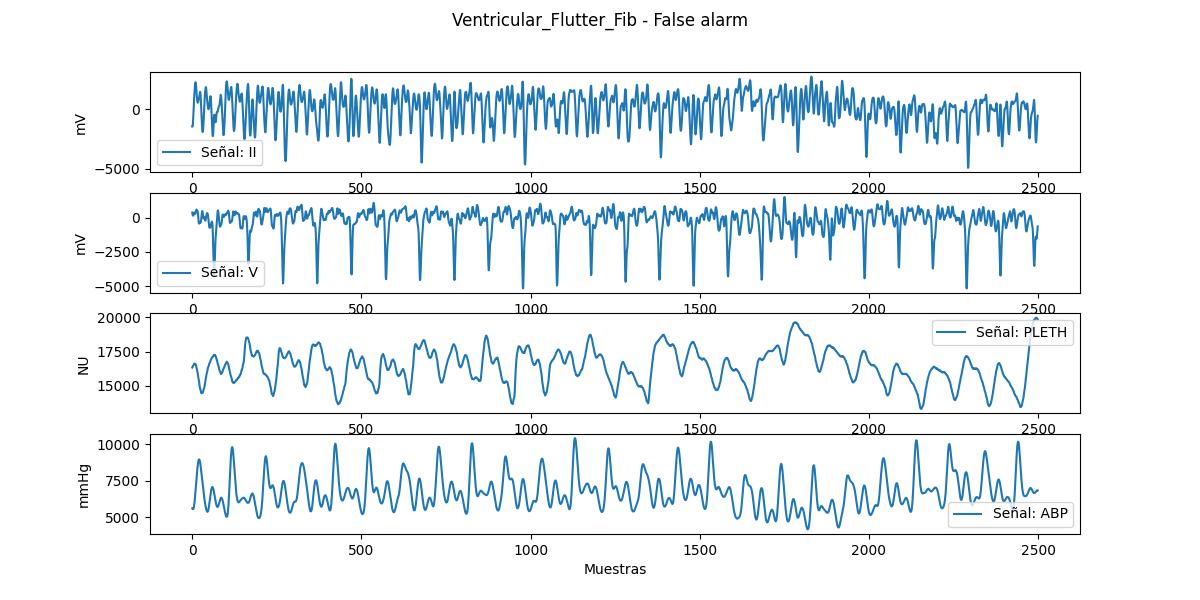 Ventricular_Flutter_Fib - False alarm
mV
0
−5000
Señal: II
0 500 1000 1500 2000 2500
mV
0
−2500
−5000
Señal: V
0 500 1000 1500 2000 2500
NU
20000
17500
15000
Señal: PLETH
0 500 1000 1500 2000 2500
mmHg
10000
7500
5000
Señal: ABP
0 500 1000 1500 2000 2500
Muestras